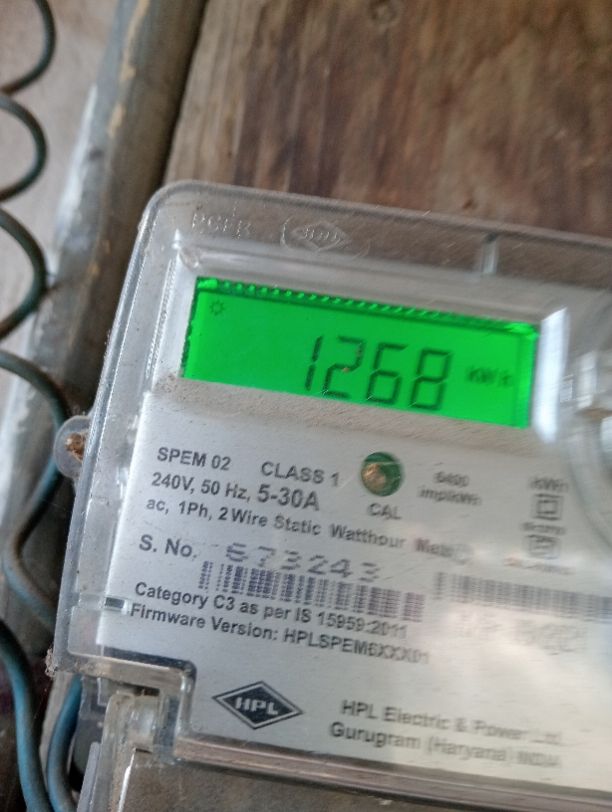 1268 kWh
SPEM 02 CLASS 1
240V, 50 Hz, 5-30A
ac, 1Ph, 2 Wire Static Watthour
CAL
6400
imp/kWh
kWh
S. No. 673243
Category C3 as per IS 15959:2011
Firmware Version:
HPL
HPL Electric & Power Ltd.
Gurugram (Haryana) INDIA